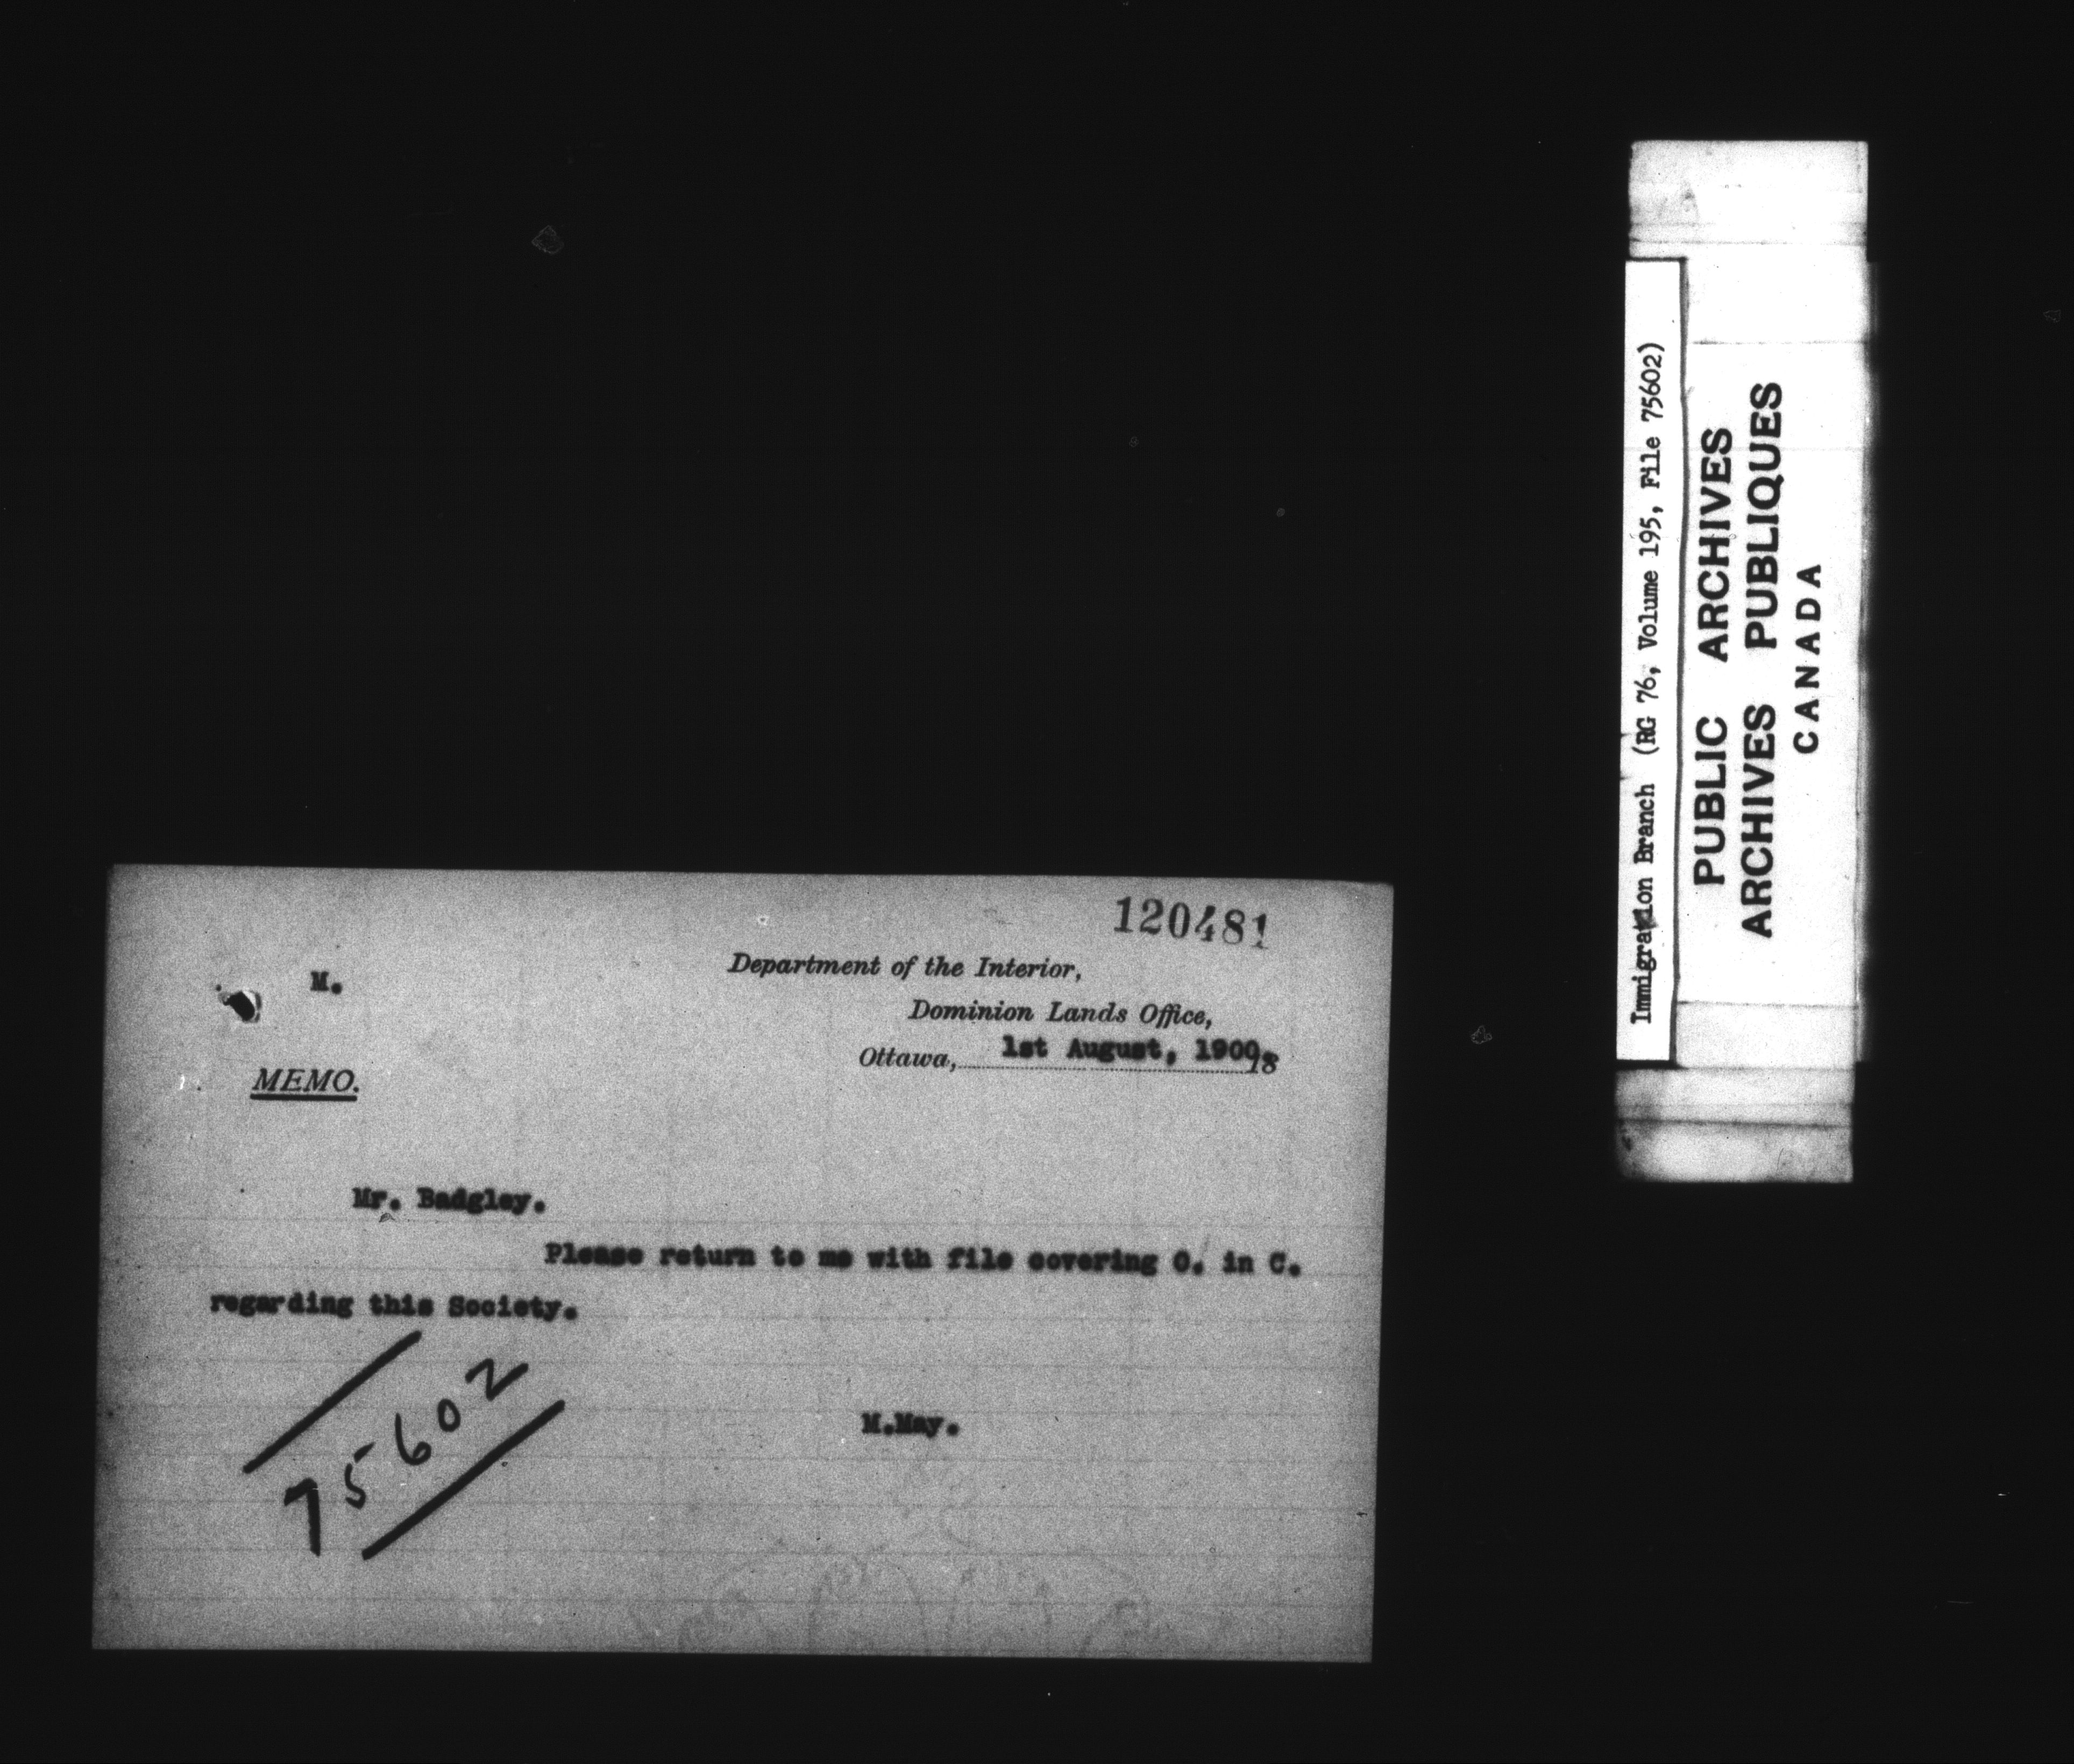 120481
Department of the Interior,
M.
Dominion Lands Office,
Ottawa, 1st August, 1900. 18
MEMO.
Mr. Badgley.
Please return to me with file covering O. in C.
regarding this Society.
75602
M.May.
Immigration Branch (RG 76, Volume 195, File 75602)
PUBLIC ARCHIVES
ARCHIVES PUBLIQUES
CANADA